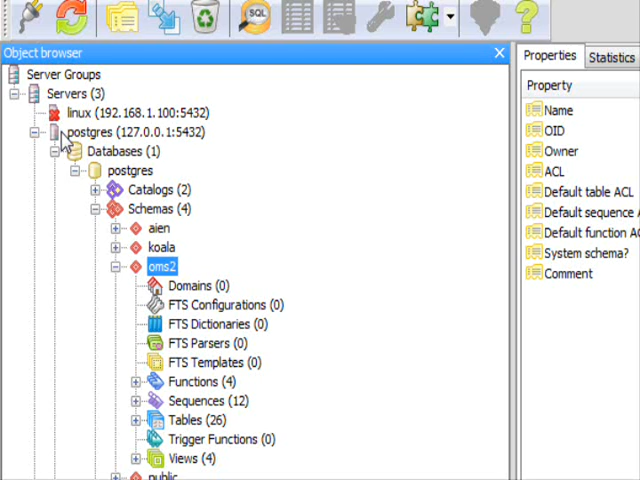 SQL
Object browser
Properties
Statistics
Server Groups
Servers (3)
linux (192.168.1.100:5432)
postgres (127.0.0.1:5432)
Databases (1)
postgres
Catalogs (2)
Schemas (4)
aien
koala
oms2
Domains (0)
FTS Configurations (0)
FTS Dictionaries (0)
FTS Parsers (0)
FTS Templates (0)
Functions (4)
Sequences (12)
Tables (26)
Trigger Functions (0)
Views (4)
public
Property
Name
OID
Owner
ACL
Default table ACL
Default sequence A
Default function AC
System schema?
Comment